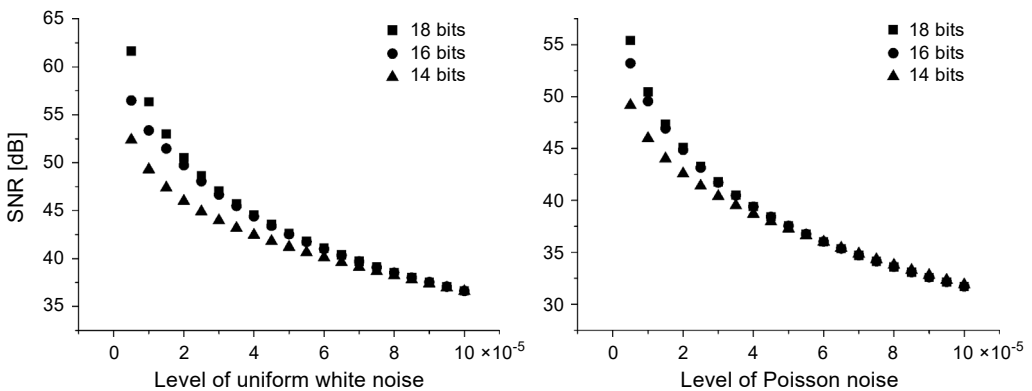 65
60
55
50
45
40
35
SNR [dB]
18 bits
16 bits
14 bits
0 2 4 6 8 10 ×10-5
Level of uniform white noise
55
50
45
40
35
30
18 bits
16 bits
14 bits
0 2 4 6 8 10 ×10-5
Level of Poisson noise